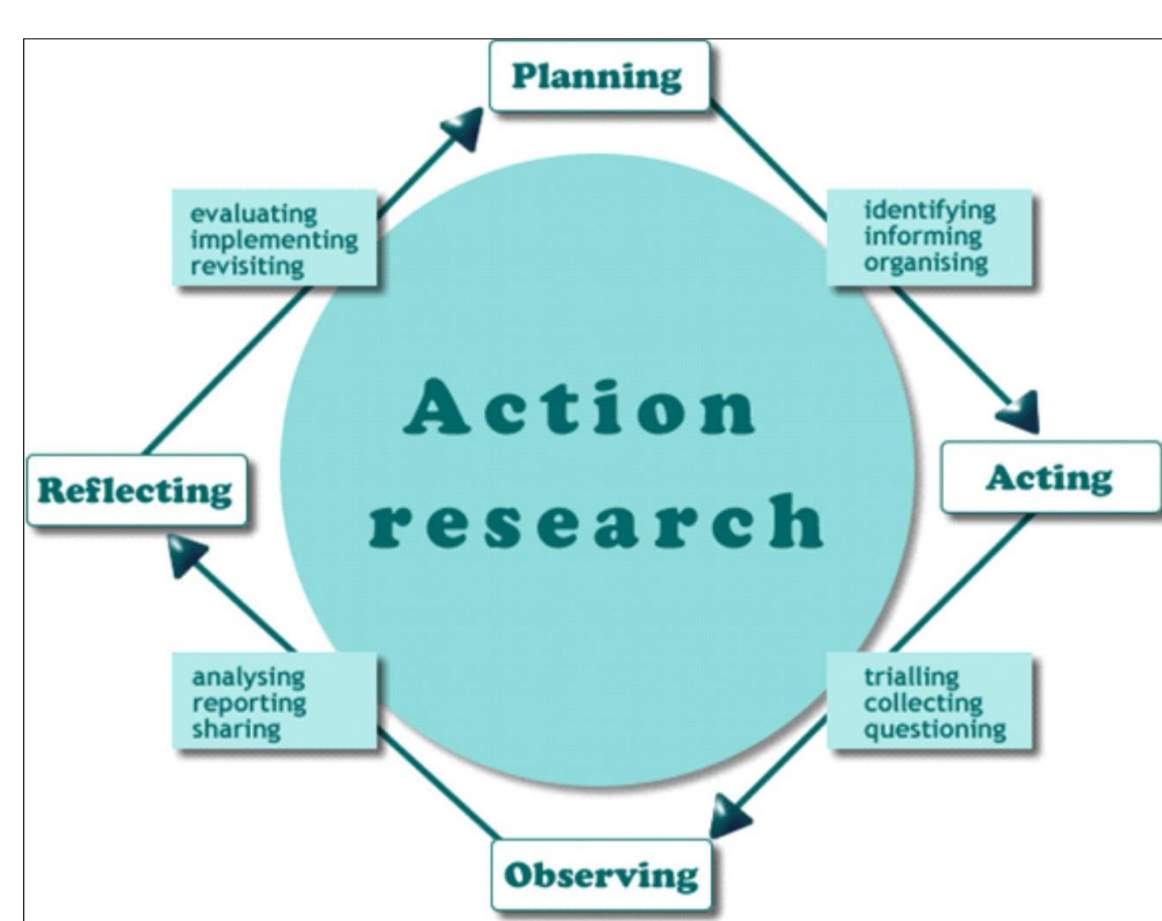 Planning
evaluating
implementing
revisiting
identifying
informing
organising
Action
research
Reflecting
Acting
analysing
reporting
sharing
trialling
collecting
questioning
Observing